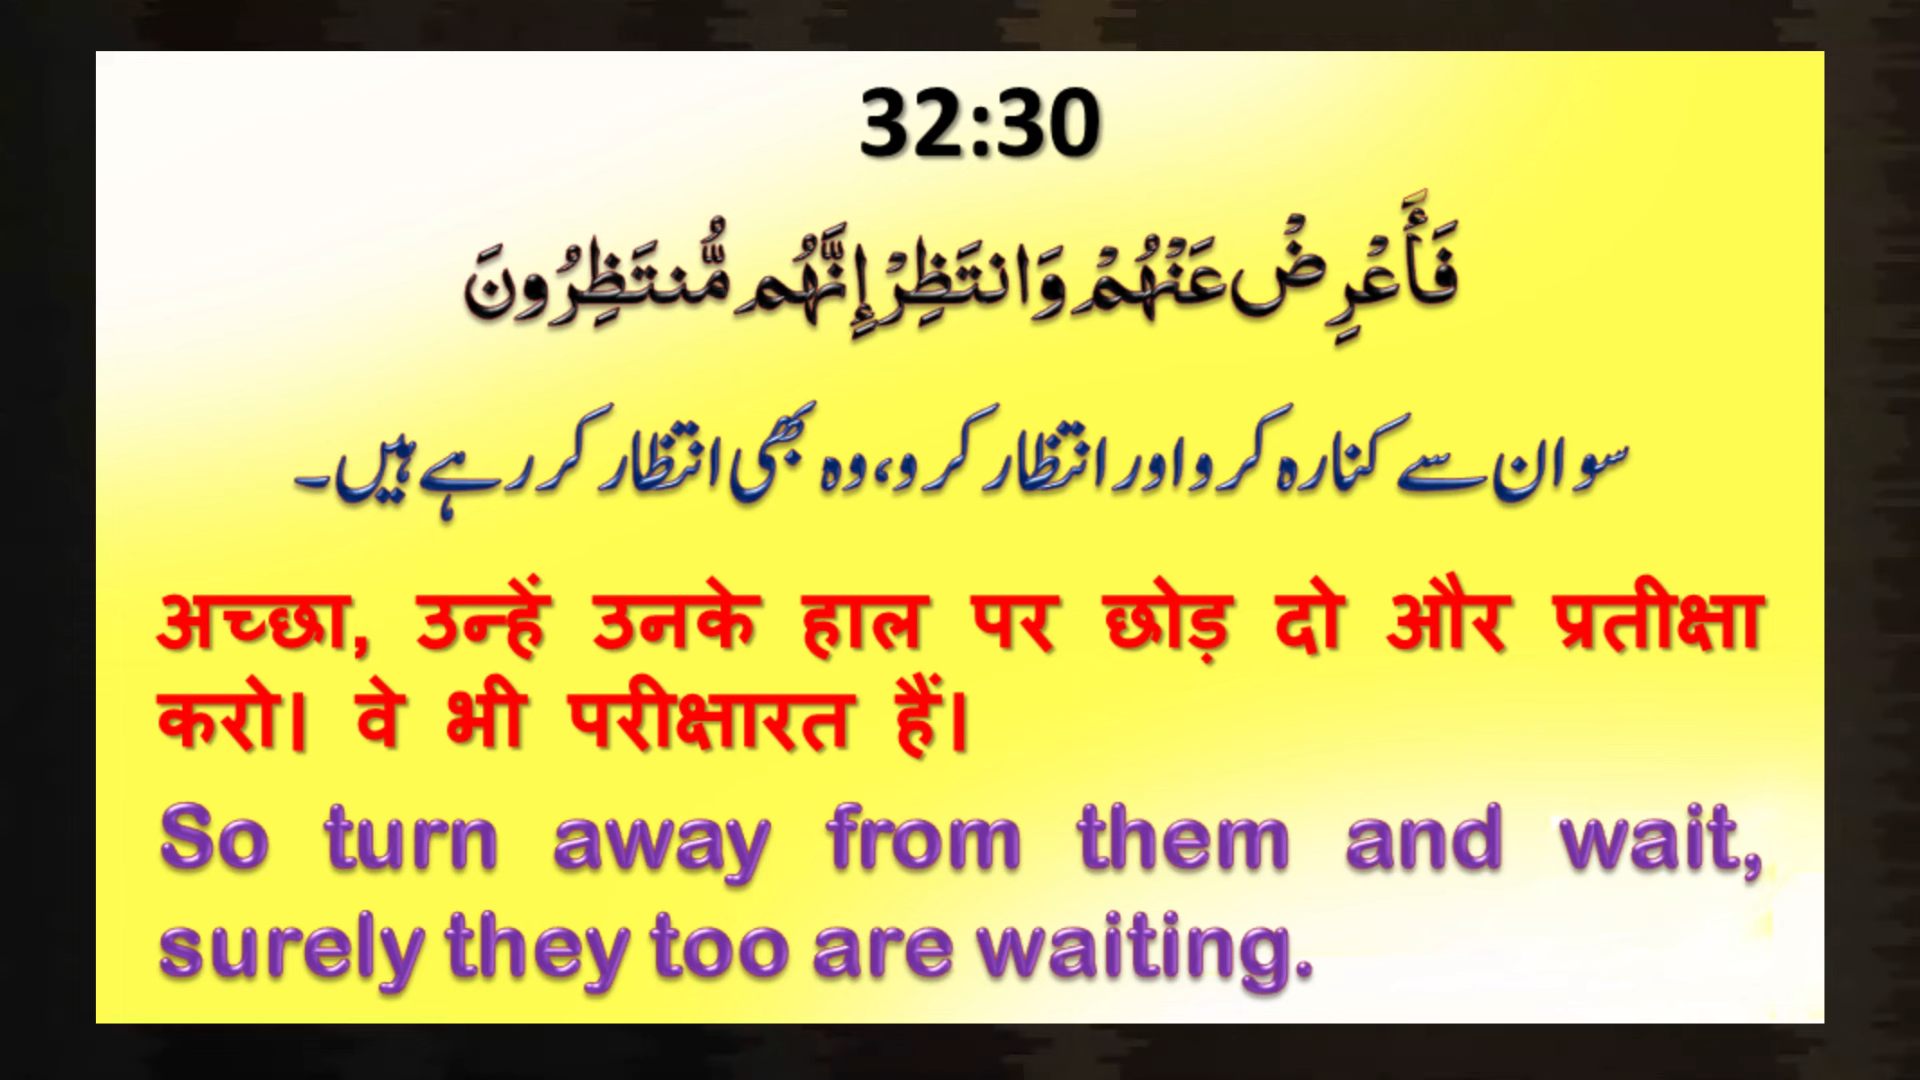 32:30
فَأَعْرِضْ عَنْهُمْ وَانتَظِرْ إِنَّهُم مُّنتَظِرُونَ
سو ان سے کنارہ کرو اور انتظار کرو، وہ بھی انتظار کر رہے ہیں۔
अच्छा, उन्हें उनके हाल पर छोड़ दो और प्रतीक्षा
करो। वे भी परीक्षारत हैं।
So turn away from them and wait,
surely they too are waiting.